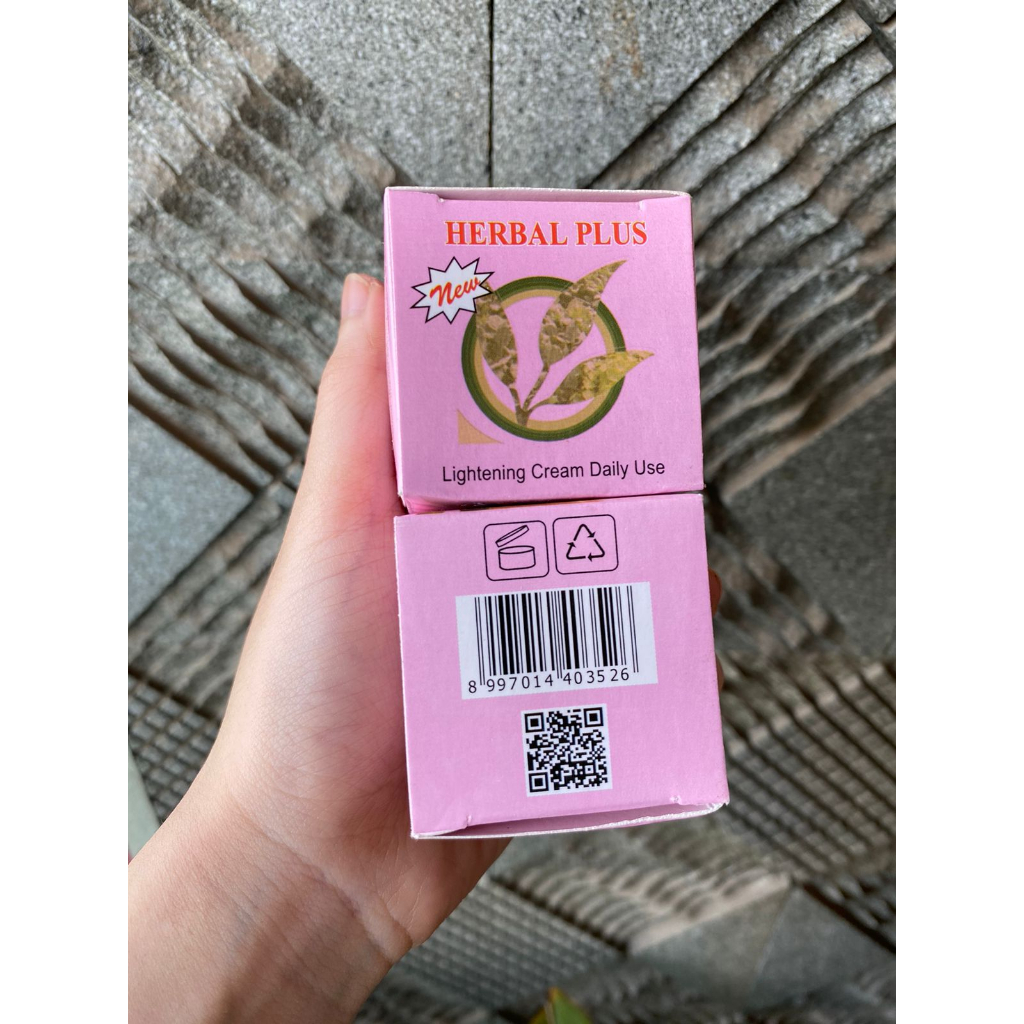 HERBAL PLUS
New
Lightening Cream Daily Use
8 997014 403526